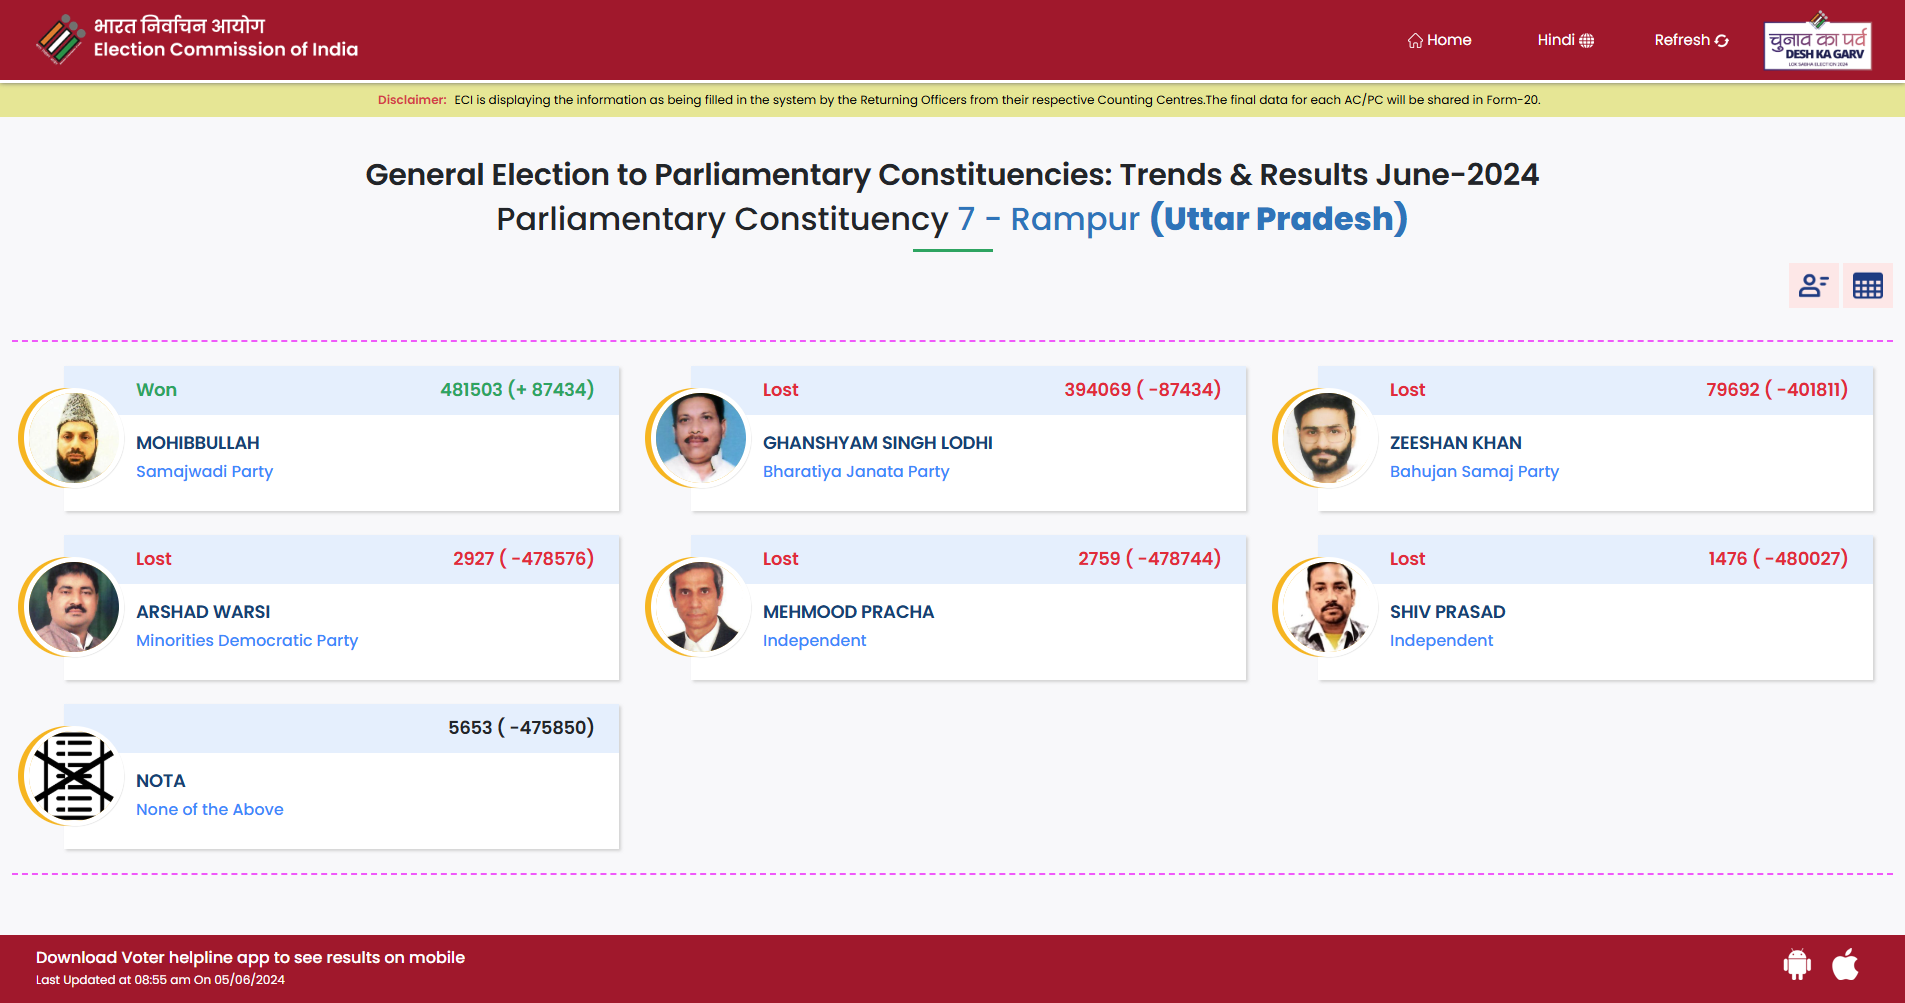 भारत निर्वाचन आयोग
Election Commission of India
Home
Hindi
Refresh
चुनाव का पर्व
DESH KA GARV
LOK SABHA ELECTION 2024
Disclaimer: ECI is displaying the information as being filled in the system by the Returning Officers from their respective Counting Centres.The final data for each AC/PC will be shared in Form-20.
General Election to Parliamentary Constituencies: Trends & Results June-2024
Parliamentary Constituency 7 - Rampur (Uttar Pradesh)
Won 481503 (+ 87434)
MOHIBBULLAH
Samajwadi Party
Lost 394069 ( -87434)
GHANSHYAM SINGH LODHI
Bharatiya Janata Party
Lost 79692 ( -401811)
ZEESHAN KHAN
Bahujan Samaj Party
Lost 2927 ( -478576)
ARSHAD WARSI
Minorities Democratic Party
Lost 2759 ( -478744)
MEHMOOD PRACHA
Independent
Lost 1476 ( -480027)
SHIV PRASAD
Independent
5653 ( -475850)
NOTA
None of the Above
Download Voter helpline app to see results on mobile
Last Updated at 08:55 am On 05/06/2024